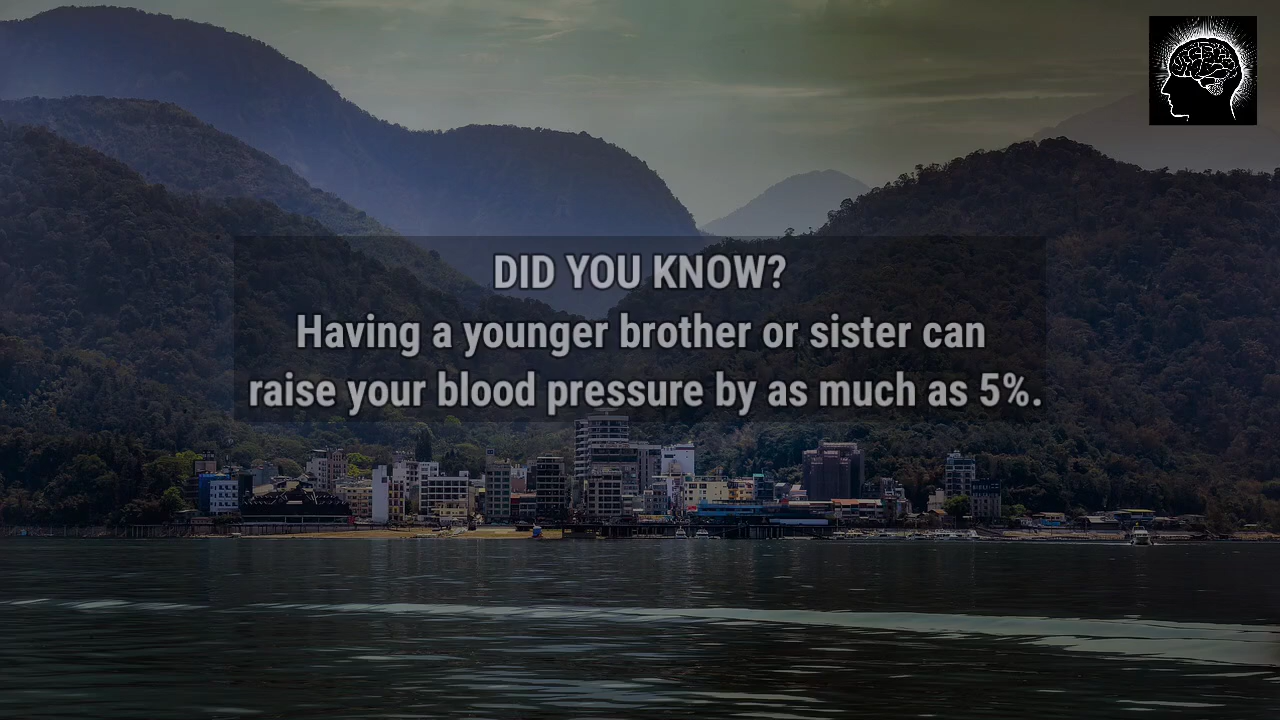 DID YOU KNOW?
Having a younger brother or sister can
raise your blood pressure by as much as 5%.